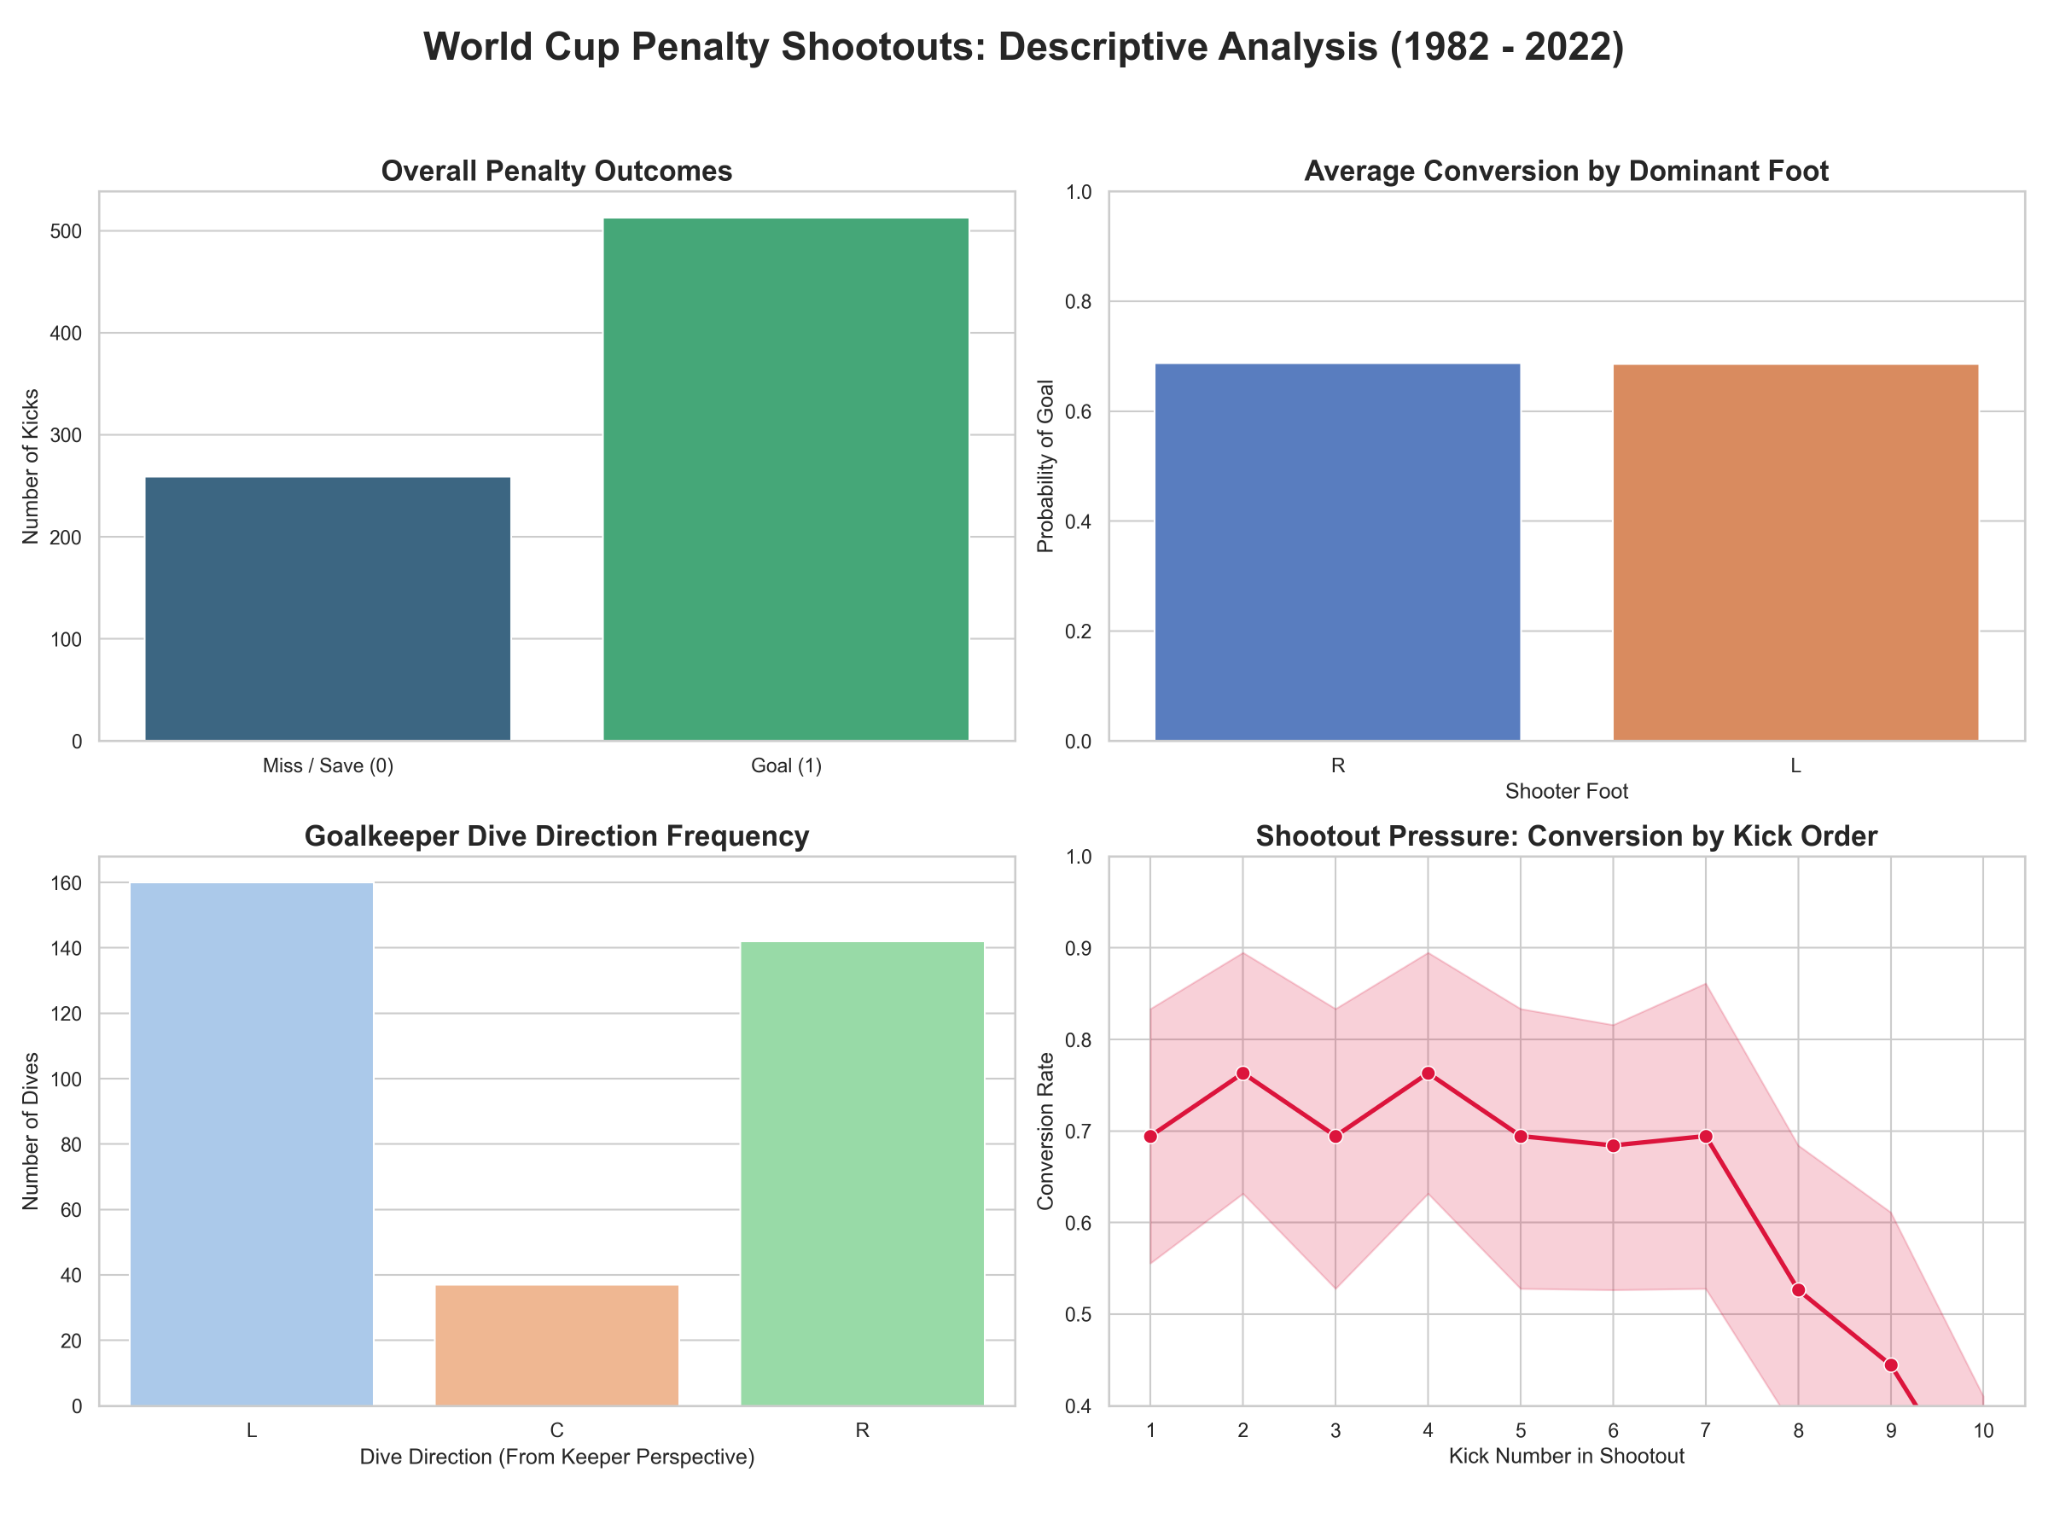 World Cup Penalty Shootouts: Descriptive Analysis (1982 - 2022)
Overall Penalty Outcomes
Number of Kicks
500
400
300
200
100
0
Miss / Save (0) Goal (1)
Average Conversion by Dominant Foot
Probability of Goal
1.0
0.8
0.6
0.4
0.2
0.0
R L
Shooter Foot
Goalkeeper Dive Direction Frequency
Number of Dives
160
140
120
100
80
60
40
20
0
L C R
Dive Direction (From Keeper Perspective)
Shootout Pressure: Conversion by Kick Order
Conversion Rate
1.0
0.9
0.8
0.7
0.6
0.5
0.4
1 2 3 4 5 6 7 8 9 10
Kick Number in Shootout